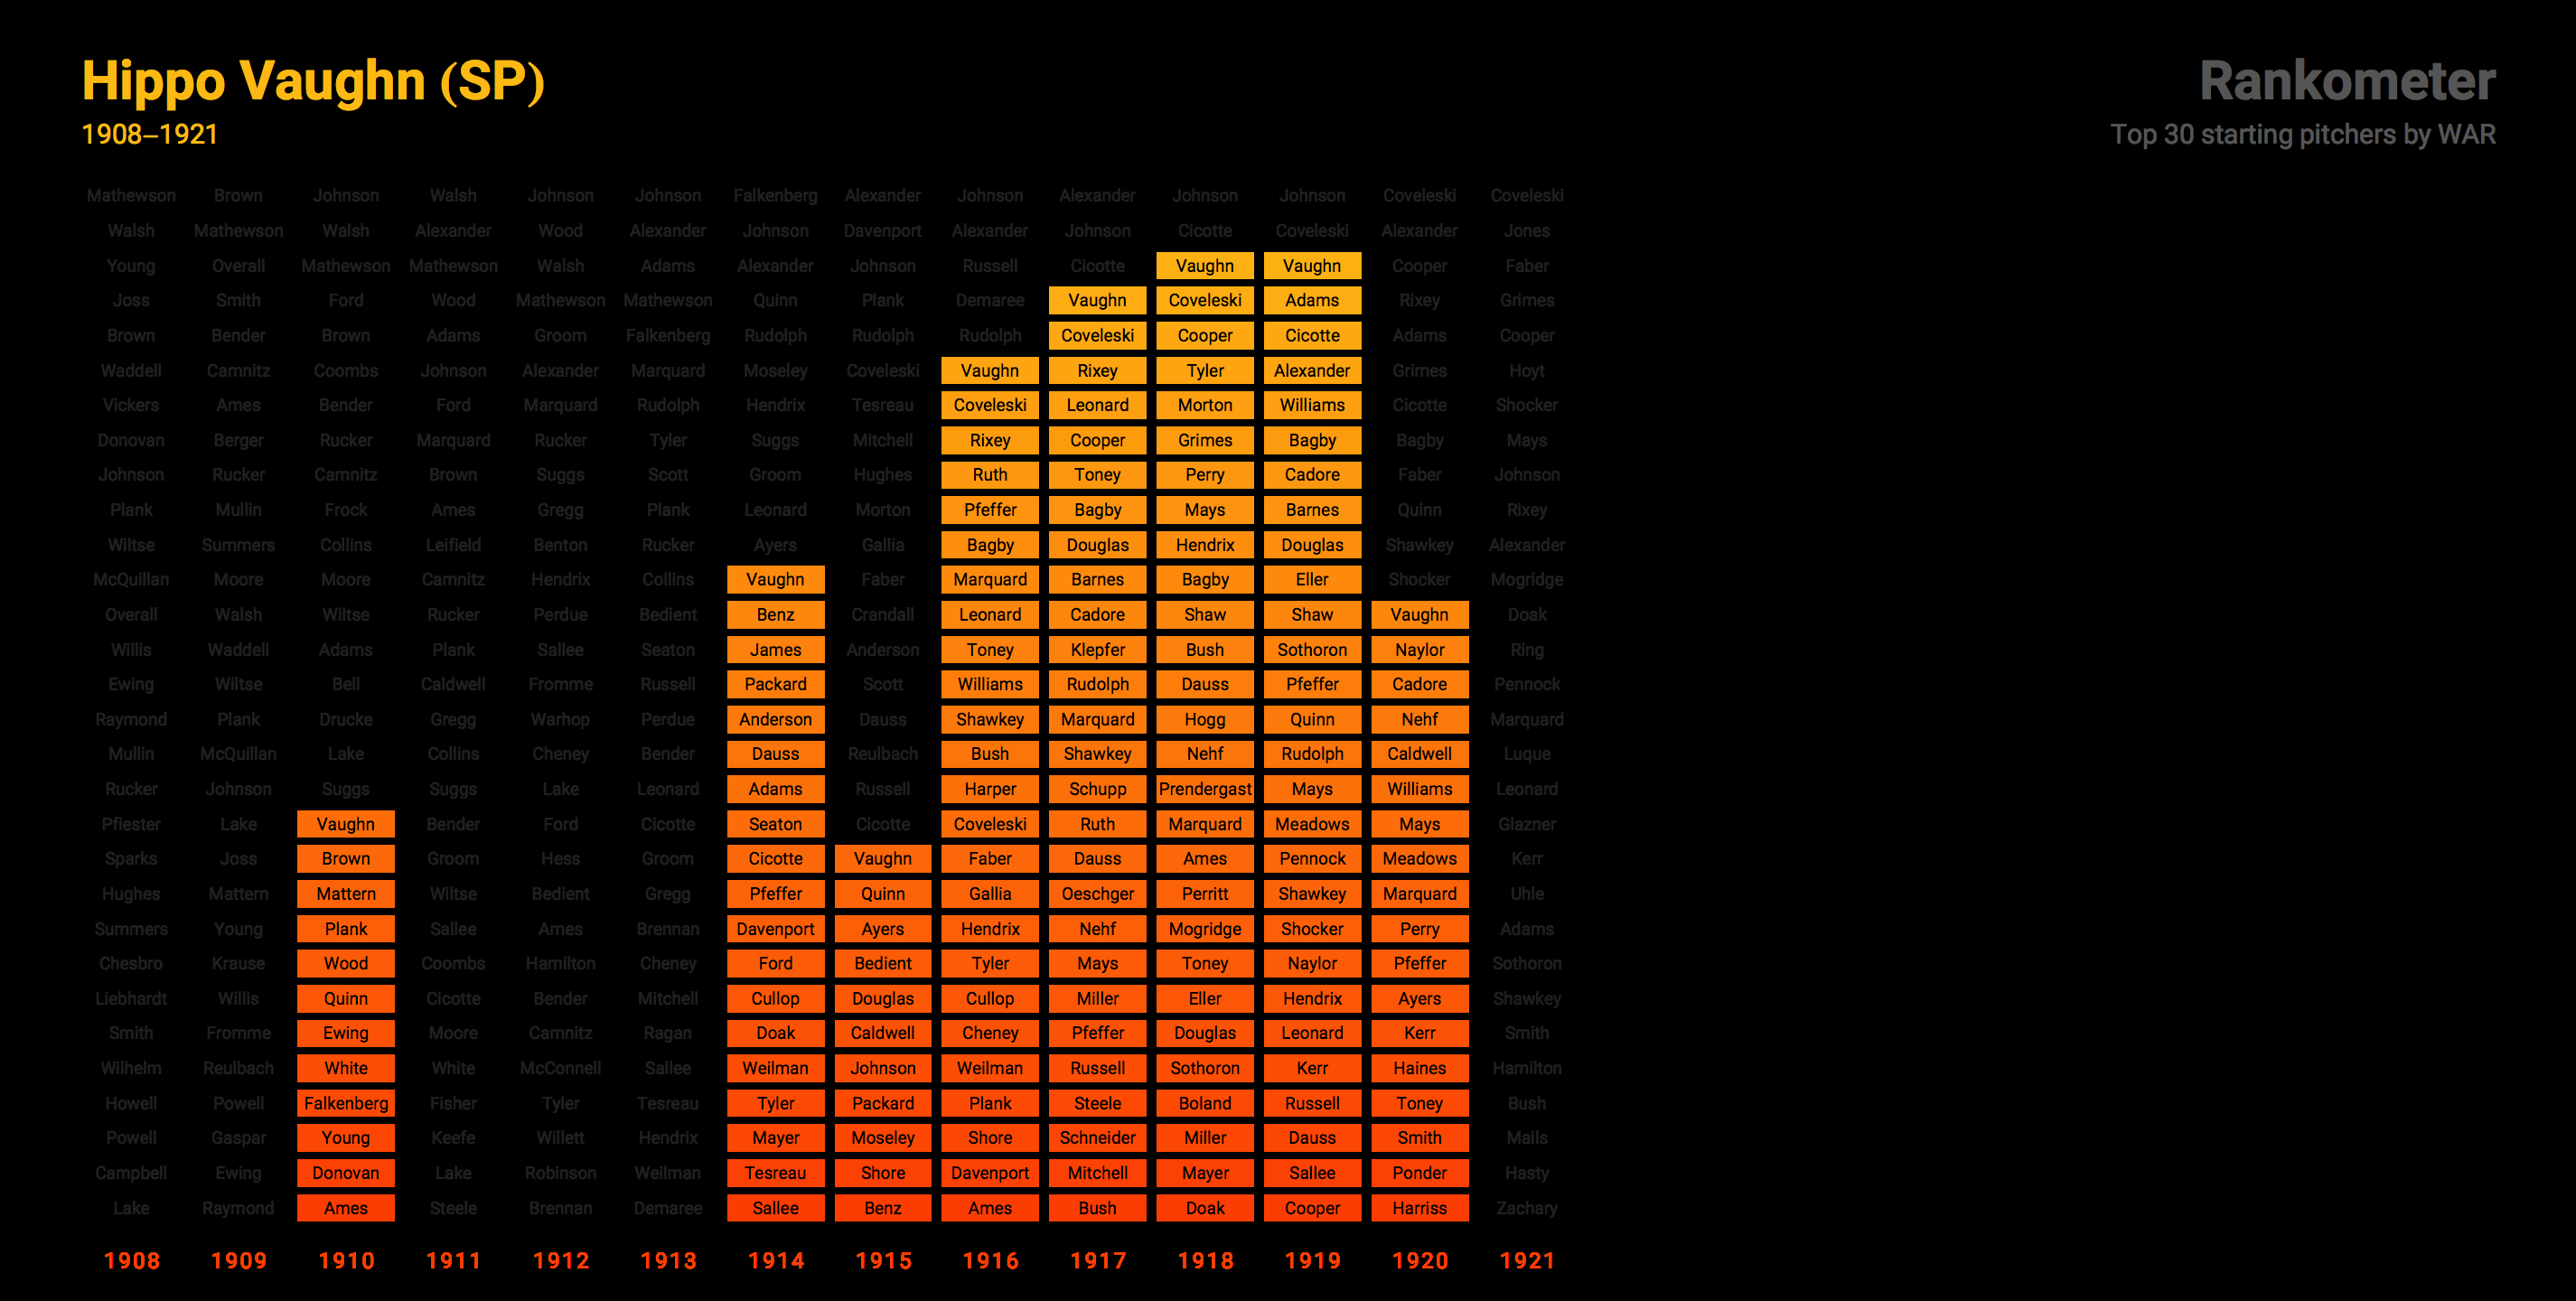 Hippo Vaughn (SP)
Rankometer
1908–1921
Top 30 starting pitchers by WAR
Mathewson Brown Johnson Walsh Johnson Johnson Falkenberg Alexander Johnson Alexander Johnson Johnson Coveleski Coveleski
Walsh Mathewson Walsh Alexander Wood Alexander Johnson Davenport Alexander Johnson Cicotte Coveleski Alexander Jones
Young Overall Mathewson Mathewson Walsh Adams Alexander Johnson Russell Cicotte Vaughn Vaughn Cooper Faber
Joss Smith Ford Wood Mathewson Mathewson Quinn Plank Demaree Vaughn Coveleski Adams Rixey Grimes
Brown Bender Brown Adams Groom Falkenberg Rudolph Rudolph Rudolph Coveleski Cooper Cicotte Adams Cooper
Waddell Camnitz Coombs Johnson Alexander Marquard Moseley Coveleski Vaughn Rixey Tyler Alexander Grimes Hoyt
Vickers Ames Bender Ford Marquard Rudolph Hendrix Tesreau Coveleski Leonard Morton Williams Cicotte Shocker
Donovan Berger Rucker Marquard Rucker Tyler Suggs Mitchell Rixey Cooper Grimes Bagby Bagby Mays
Johnson Rucker Camnitz Brown Suggs Scott Groom Hughes Ruth Toney Perry Cadore Faber Johnson
Plank Mullin Frock Ames Gregg Plank Leonard Morton Pfeffer Bagby Mays Barnes Quinn Rixey
Wiltse Summers Collins Leifield Benton Rucker Ayers Gallia Bagby Douglas Hendrix Douglas Shawkey Alexander
McQuillan Moore Moore Camnitz Hendrix Collins Vaughn Faber Marquard Barnes Bagby Eller Shocker Mogridge
Overall Walsh Wiltse Rucker Perdue Bedient Benz Crandall Leonard Cadore Shaw Shaw Vaughn Doak
Willis Waddell Adams Plank Sallee Seaton James Anderson Toney Klepfer Bush Sothoron Naylor Ring
Ewing Wiltse Bell Caldwell Fromme Russell Packard Scott Williams Rudolph Dauss Pfeffer Cadore Pennock
Raymond Plank Drucke Gregg Warhop Perdue Anderson Dauss Shawkey Marquard Hogg Quinn Nehf Marquard
Mullin McQuillan Lake Collins Cheney Bender Dauss Reulbach Bush Shawkey Nehf Rudolph Caldwell Luque
Rucker Johnson Suggs Suggs Lake Leonard Adams Russell Harper Schupp Prendergast Mays Williams Leonard
Pfiester Lake Vaughn Bender Ford Cicotte Seaton Cicotte Coveleski Ruth Marquard Meadows Mays Glazner
Sparks Joss Brown Groom Hess Groom Cicotte Vaughn Faber Dauss Ames Pennock Meadows Kerr
Hughes Mattern Mattern Wiltse Bedient Gregg Pfeffer Quinn Gallia Oeschger Perritt Shawkey Marquard Uhle
Summers Young Plank Sallee Ames Brennan Davenport Ayers Hendrix Nehf Mogridge Shocker Perry Adams
Chesbro Krause Wood Coombs Hamilton Cheney Ford Bedient Tyler Mays Toney Naylor Pfeffer Sothoron
Liebhardt Willis Quinn Cicotte Bender Mitchell Cullop Douglas Cullop Miller Eller Hendrix Ayers Shawkey
Smith Fromme Ewing Moore Camnitz Ragan Doak Caldwell Cheney Pfeffer Douglas Leonard Kerr Smith
Wilhelm Reulbach White White McConnell Sallee Weilman Johnson Weilman Russell Sothoron Kerr Haines Hamilton
Howell Powell Falkenberg Fisher Tyler Tesreau Tyler Packard Plank Steele Boland Russell Toney Bush
Powell Gaspar Young Keefe Willett Hendrix Mayer Moseley Shore Schneider Miller Dauss Smith Mails
Campbell Ewing Donovan Lake Robinson Weilman Tesreau Shore Davenport Mitchell Mayer Sallee Ponder Hasty
Lake Raymond Ames Steele Brennan Demaree Sallee Benz Ames Bush Doak Cooper Harriss Zachary
1908 1909 1910 1911 1912 1913 1914 1915 1916 1917 1918 1919 1920 1921